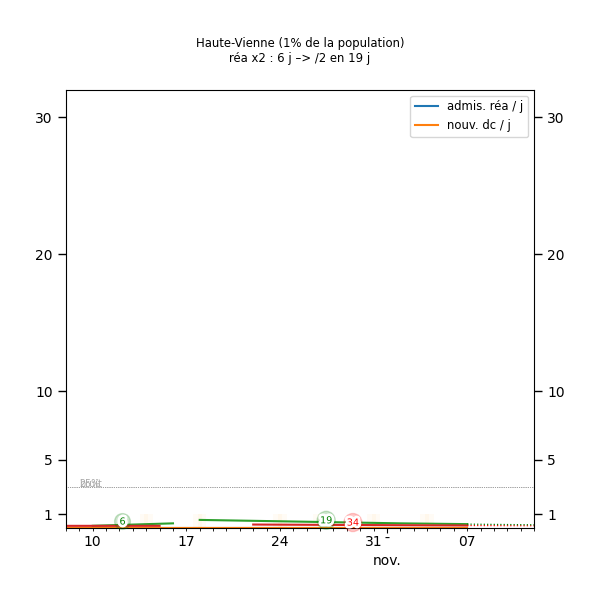 Haute-Vienne (1% de la population)
réa x2 : 6 j –> /2 en 19 j
admis. réa / j
nouv. dc / j
30 30
20 20
10 10
5 5
1 1
6 19 34
10 17 24 31 - 07
nov.